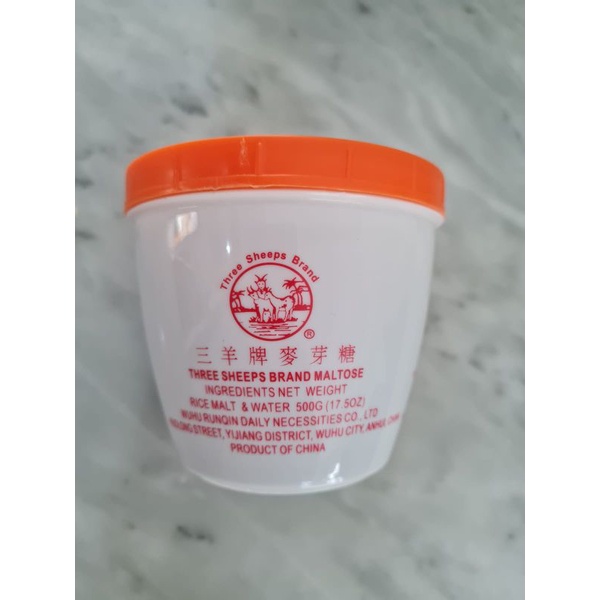 Three Sheeps Brand
®
三羊牌麥芽糖
THREE SHEEPS BRAND MALTOSE
INGREDIENTS NET WEIGHT
RICE MALT & WATER 500G (17.5OZ)
WUHU RUNQIN DAILY NECESSITIES CO., LTD
STREET, YIJIANG DISTRICT, WUHU CITY, ANHUI, CHINA
PRODUCT OF CHINA